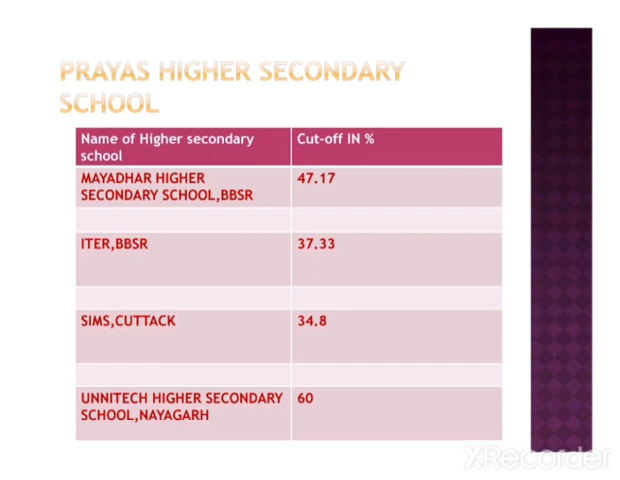 PRAYAS HIGHER SECONDARY
SCHOOL
Name of Higher secondary
school
Cut-off IN %
MAYADHAR HIGHER
SECONDARY SCHOOL,BBSR
47.17
ITER,BBSR
37.33
SIMS,CUTTACK
34.8
UNNITECH HIGHER SECONDARY
SCHOOL,NAYAGARH
60
XRecorder